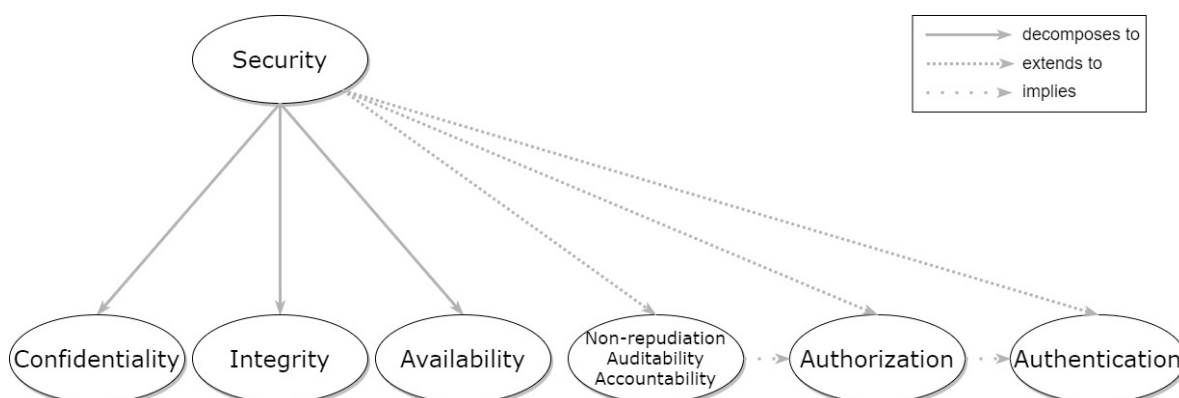 Security
decomposes to
extends to
implies
Confidentiality
Integrity
Availability
Non-repudiation
Auditability
Accountability
Authorization
Authentication